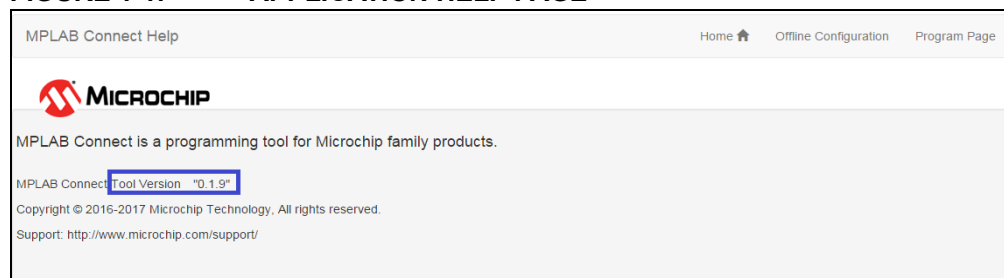 MPLAB Connect Help Home Offline Configuration Program Page
MICROCHIP
MPLAB Connect is a programming tool for Microchip family products.
MPLAB Connect Tool Version "0.1.9"
Copyright © 2016-2017 Microchip Technology, All rights reserved.
Support: http://www.microchip.com/support/